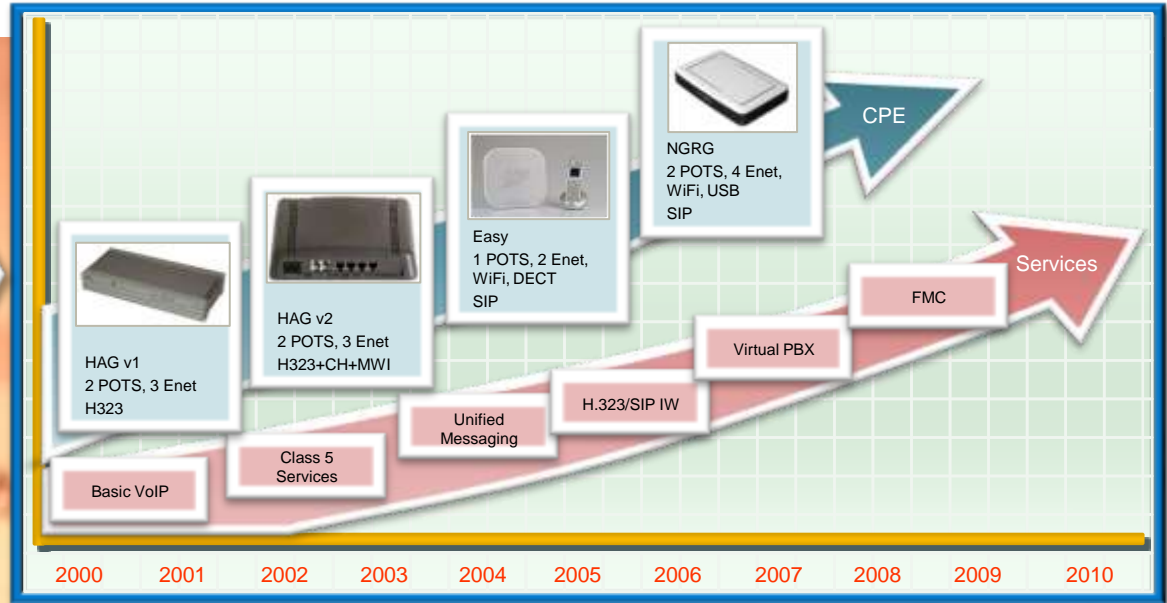 CPE
NGRG
2 POTS, 4 Enet,
WiFi, USB
SIP
Easy
1 POTS, 2 Enet,
WiFi, DECT
SIP
HAG v2
2 POTS, 3 Enet
H323+CH+MWI
HAG v1
2 POTS, 3 Enet
H323
Services
FMC
Virtual PBX
H.323/SIP IW
Unified
Messaging
Class 5
Services
Basic VoIP
2000 2001 2002 2003 2004 2005 2006 2007 2008 2009 2010